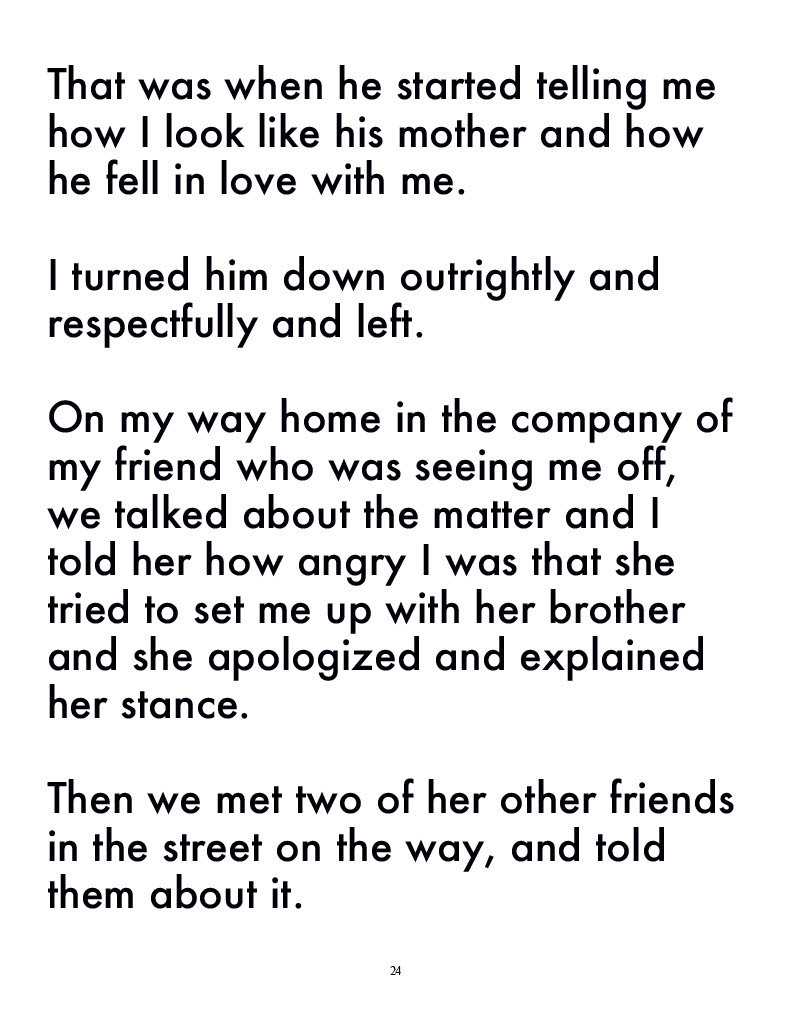 That was when he started telling me
how I look like his mother and how
he fell in love with me.
I turned him down outrightly and
respectfully and left.
On my way home in the company of
my friend who was seeing me off,
we talked about the matter and I
told her how angry I was that she
tried to set me up with her brother
and she apologized and explained
her stance.
Then we met two of her other friends
in the street on the way, and told
them about it.
24